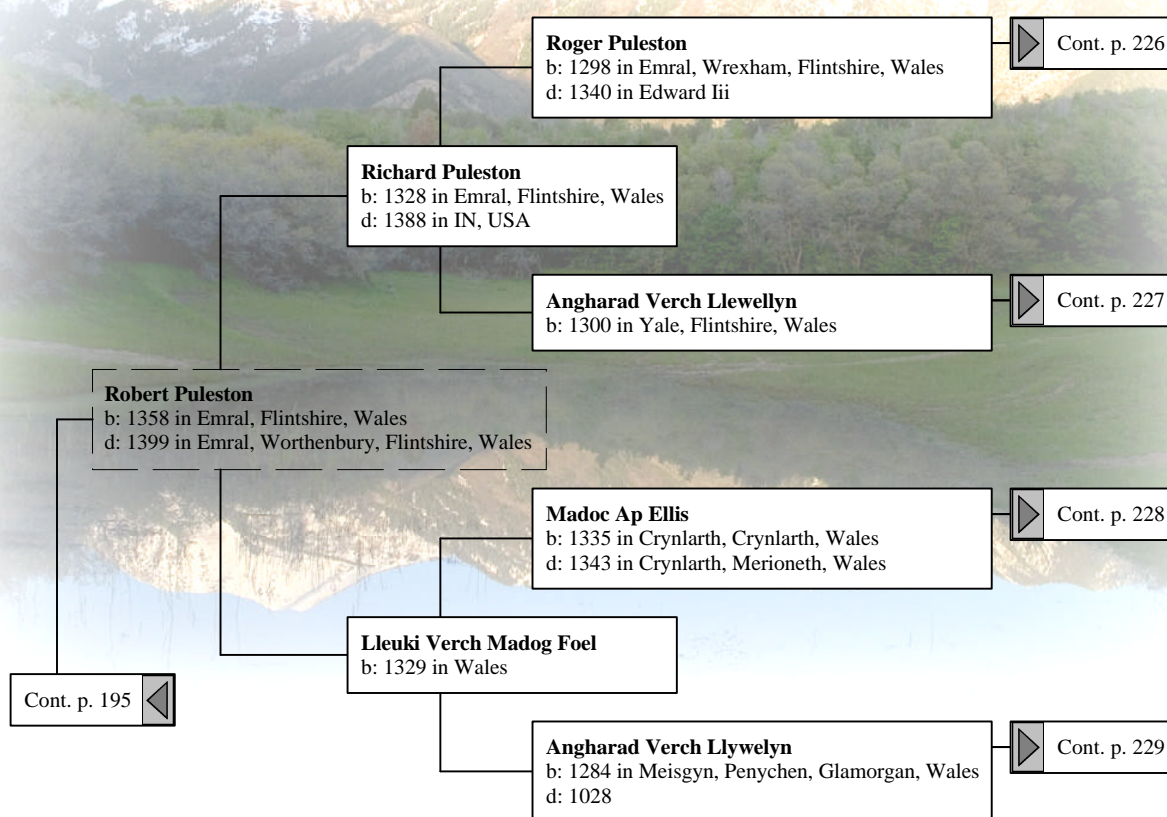 Roger Puleston
b: 1298 in Emral, Wrexham, Flintshire, Wales
d: 1340 in Edward Iii
Cont. p. 226
Richard Puleston
b: 1328 in Emral, Flintshire, Wales
d: 1388 in IN, USA
Angharad Verch Llewellyn
b: 1300 in Yale, Flintshire, Wales
Cont. p. 227
Robert Puleston
b: 1358 in Emral, Flintshire, Wales
d: 1399 in Emral, Worthenbury, Flintshire, Wales
Madoc Ap Ellis
b: 1335 in Crynlarth, Crynlarth, Wales
d: 1343 in Crynlarth, Merioneth, Wales
Cont. p. 228
Lleuki Verch Madog Foel
b: 1329 in Wales
Cont. p. 195
Angharad Verch Llywelyn
b: 1284 in Meisgyn, Penychen, Glamorgan, Wales
d: 1028
Cont. p. 229